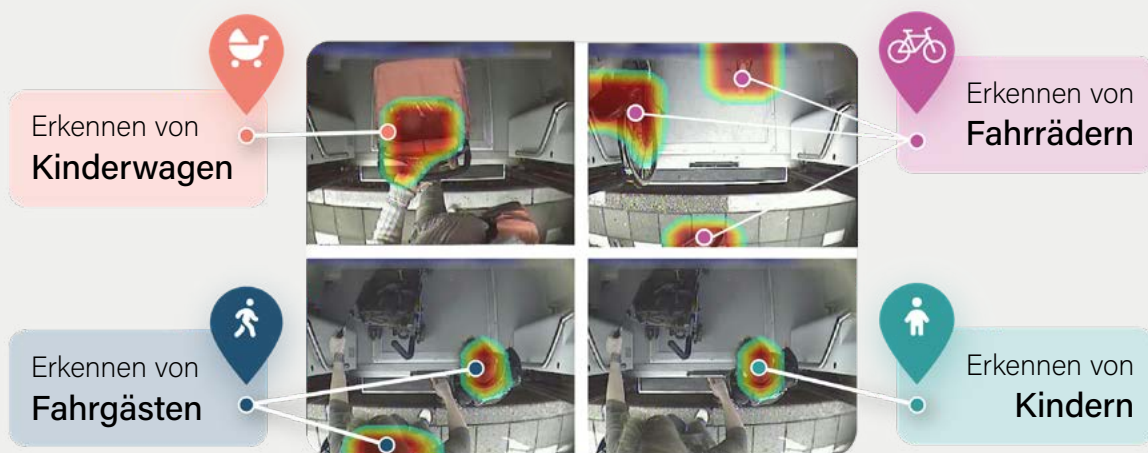 Erkennen von
Kinderwagen
Erkennen von
Fahrrädern
Erkennen von
Fahrgästen
Erkennen von
Kindern